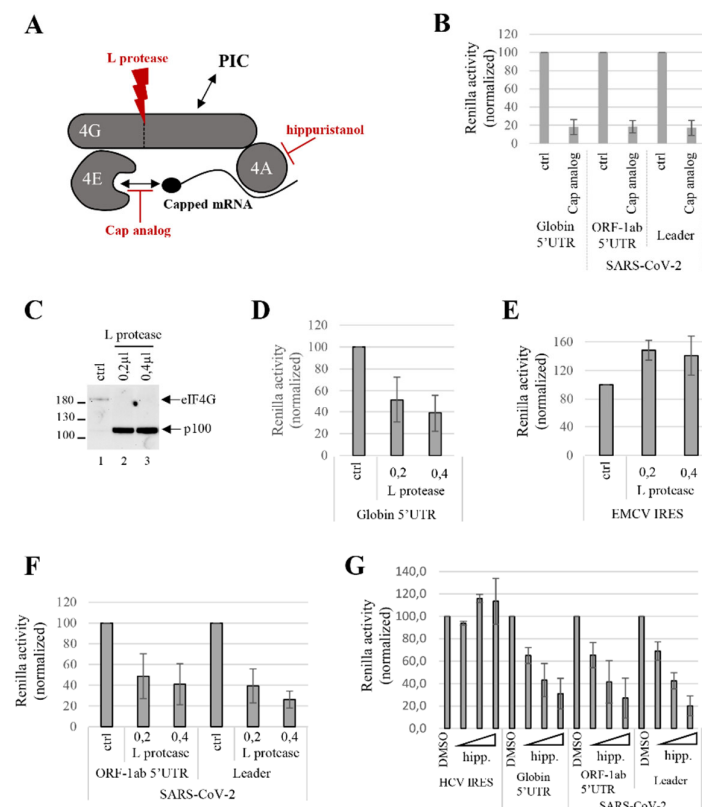 A
L protease
PIC
4G
hippuristanol
4E
4A
Capped mRNA
Cap analog
B
Renilla activity
(normalized)
120
100
80
60
40
20
0
ctrl
Cap analog
ctrl
Cap analog
ctrl
Cap analog
Globin
5'UTR
ORF-1ab
5'UTR
Leader
SARS-CoV-2
C
L protease
ctrl
0,2µl
0,4µl
180
130
100
eIF4G
p100
1 2 3
D
Renilla activity
(normalized)
120
100
80
60
40
20
0
ctrl
0,2 0,4
L protease
Globin 5'UTR
E
Renilla activity
(normalized)
160
120
80
40
0
ctrl
0,2 0,4
L protease
EMCV IRES
F
Renilla activity
(normalized)
120
100
80
60
40
20
0
ctrl
0,2 0,4
L protease
ctrl
0,2 0,4
L protease
ORF-1ab 5'UTR
Leader
SARS-CoV-2
G
Renilla activity
(normalized)
140,0
120,0
100,0
80,0
60,0
40,0
20,0
0,0
DMSO
hipp.
DMSO
hipp.
DMSO
hipp.
DMSO
hipp.
HCV IRES
Globin
5'UTR
ORF-1ab
5'UTR
Leader
SARS-CoV-2